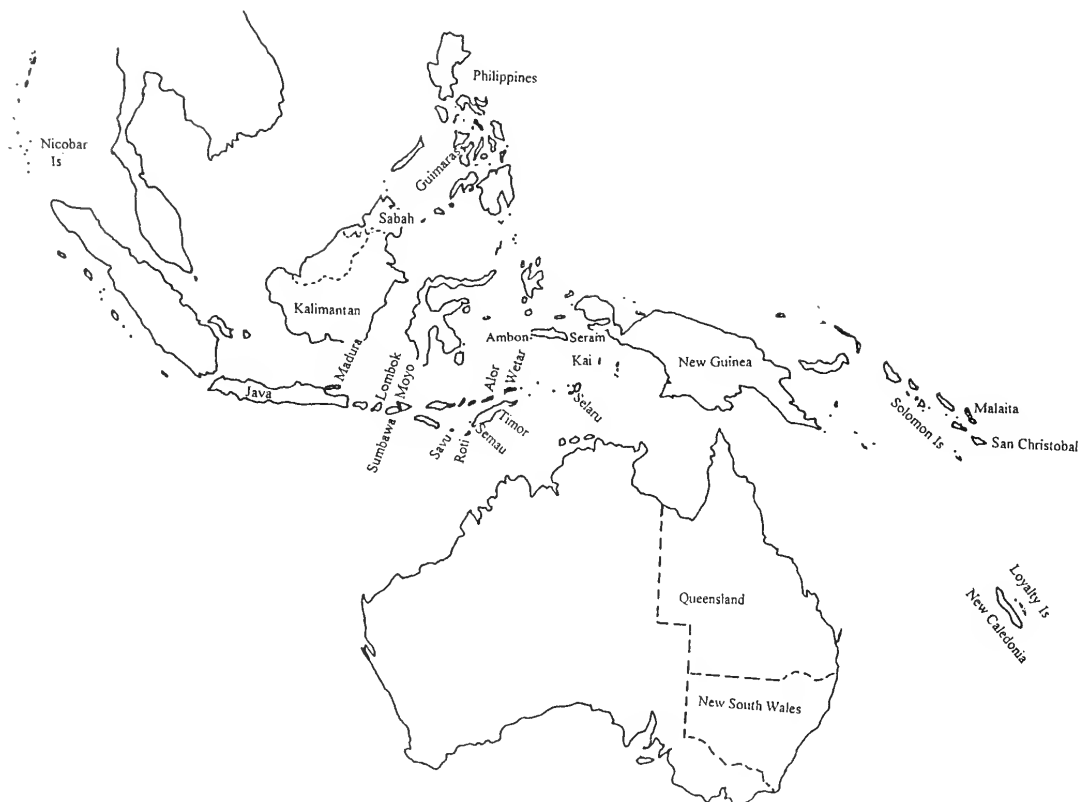 Philippines
Nicobar
Is
Guimaras
Sabah
Kalimantan
Ambon
Seram
New Guinea
Kai
Madura
Lombok
Moyo
Alor
Wetar
Java
Selaru
Solomon Is
Malaita
San Christobal
Sumbawa
Savu
Roti
Semau
Timor
Queensland
Loyalty Is
New Caledonia
New South Wales